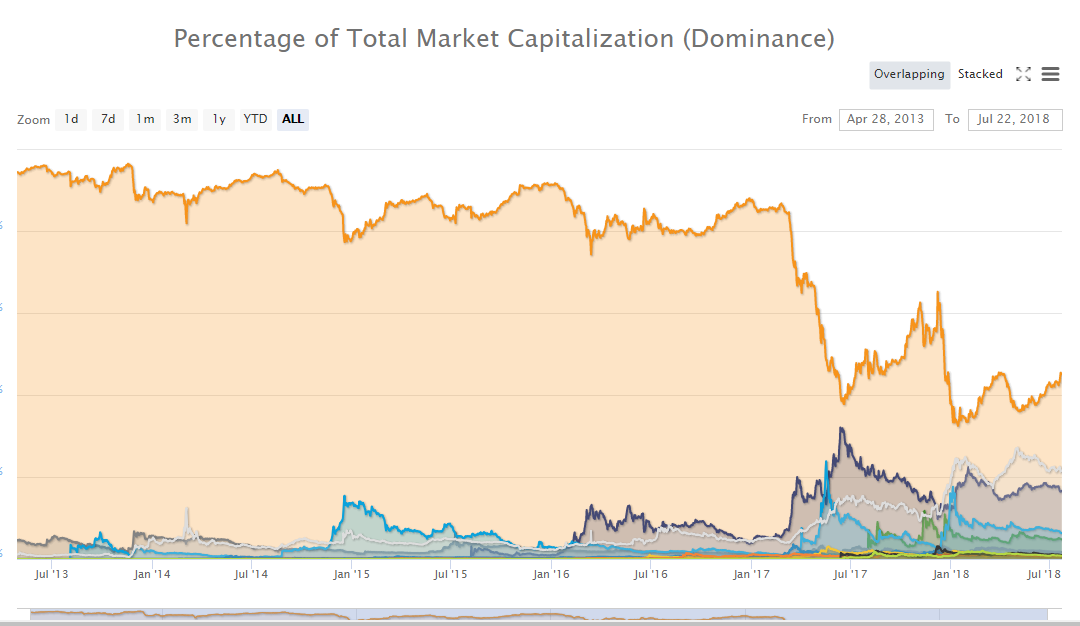 Percentage of Total Market Capitalization (Dominance)
Overlapping Stacked
Zoom 1d 7d 1m 3m 1y YTD ALL From Apr 28, 2013 To Jul 22, 2018
%
%
%
%
%
Jul '13 Jan '14 Jul '14 Jan '15 Jul '15 Jan '16 Jul '16 Jan '17 Jul '17 Jan '18 Jul '18